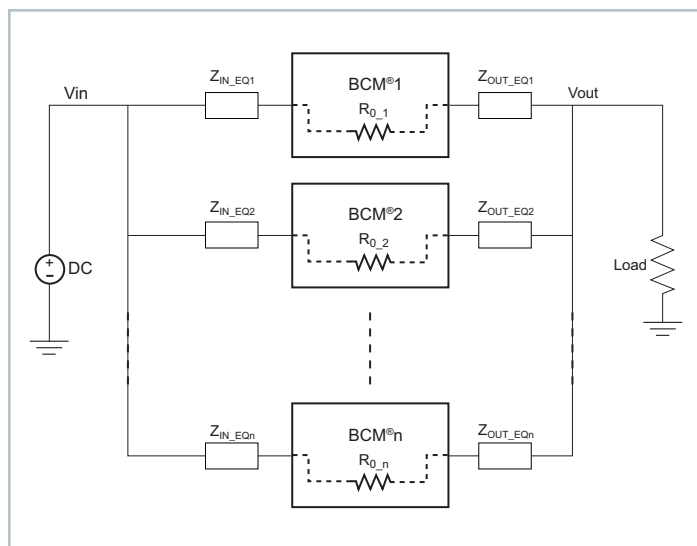 Vin
Z_IN_EQ1
BCM®1
R_0_1
Z_OUT_EQ1
Vout
Z_IN_EQ2
BCM®2
R_0_2
Z_OUT_EQ2
+
−
DC
Load
Z_IN_EQn
BCM®n
R_0_n
Z_OUT_EQn